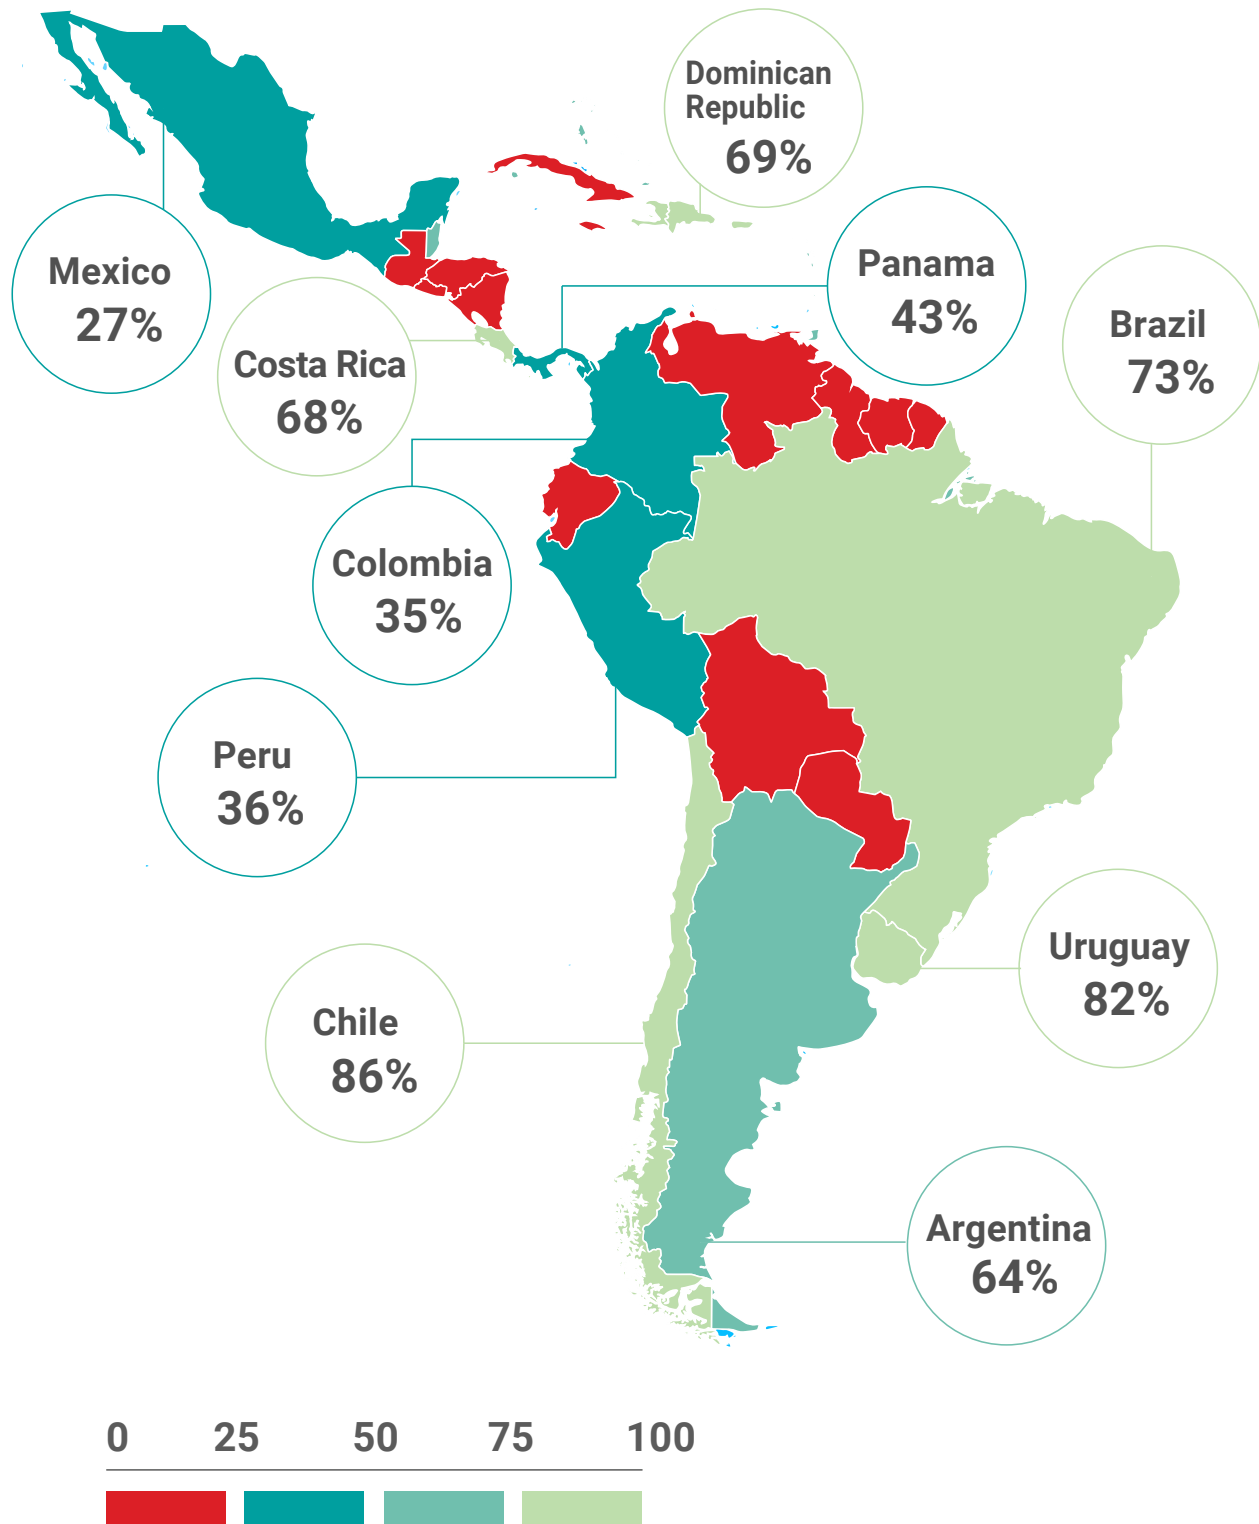 Dominican
Republic
69%
Mexico
27%
Panama
43%
Brazil
73%
Costa Rica
68%
Colombia
35%
Peru
36%
Uruguay
82%
Chile
86%
Argentina
64%
0 25 50 75 100